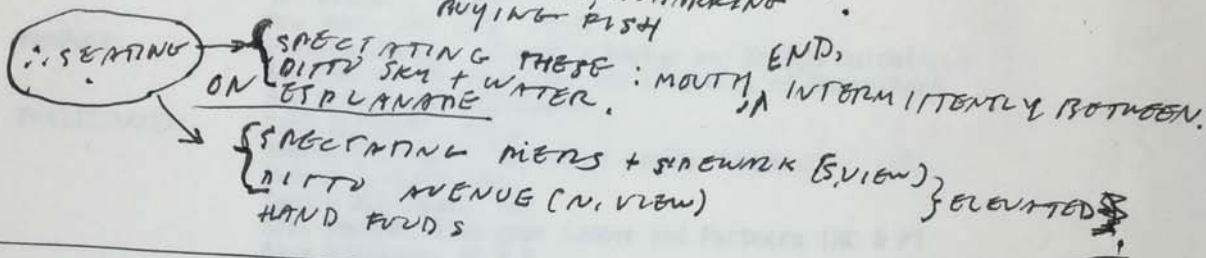 BUYING FISH
∴ SEATING → { SPECTATING THESE : MOUTH, END, INTERMITTENTLY BETWEEN.
DITTO SKY + WATER.
ON ESPLANADE
{ SPECTATING PIERS + SIDEWALK (S. VIEW) } ELEVATED
DITTO AVENUE (N. VIEW)
HAND FOODS